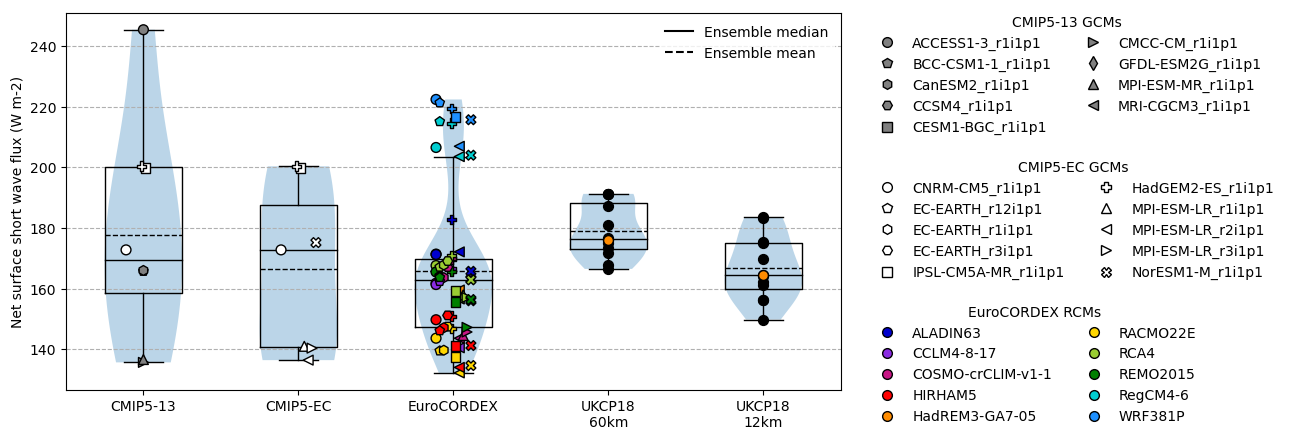 Net surface short wave flux (W m-2)
240
220
200
180
160
140
Ensemble median
Ensemble mean
CMIP5-13
CMIP5-EC
EuroCORDEX
UKCP18
60km
UKCP18
12km
CMIP5-13 GCMs
ACCESS1-3_r1i1p1
BCC-CSM1-1_r1i1p1
CanESM2_r1i1p1
CCSM4_r1i1p1
CESM1-BGC_r1i1p1
CMCC-CM_r1i1p1
GFDL-ESM2G_r1i1p1
MPI-ESM-MR_r1i1p1
MRI-CGCM3_r1i1p1
CMIP5-EC GCMs
CNRM-CM5_r1i1p1
EC-EARTH_r12i1p1
EC-EARTH_r1i1p1
EC-EARTH_r3i1p1
IPSL-CM5A-MR_r1i1p1
HadGEM2-ES_r1i1p1
MPI-ESM-LR_r1i1p1
MPI-ESM-LR_r2i1p1
MPI-ESM-LR_r3i1p1
NorESM1-M_r1i1p1
EuroCORDEX RCMs
ALADIN63
CCLM4-8-17
COSMO-crCLIM-v1-1
HIRHAM5
HadREM3-GA7-05
RACMO22E
RCA4
REMO2015
RegCM4-6
WRF381P